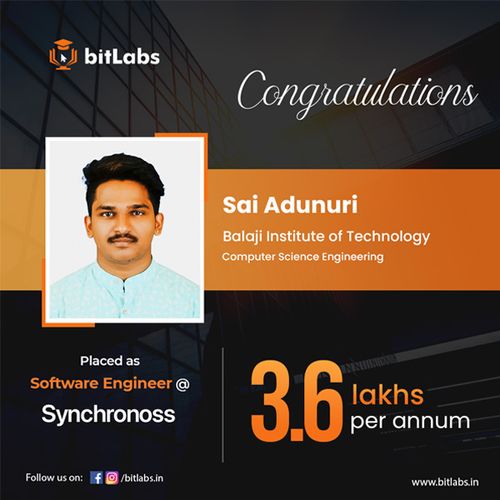 bitLabs
Congratulations
Sai Adunuri
Balaji Institute of Technology
Computer Science Engineering
Placed as
Software Engineer @
Synchronoss
3.6 lakhs
per annum
Follow us on: /bitlabs.in
www.bitlabs.in